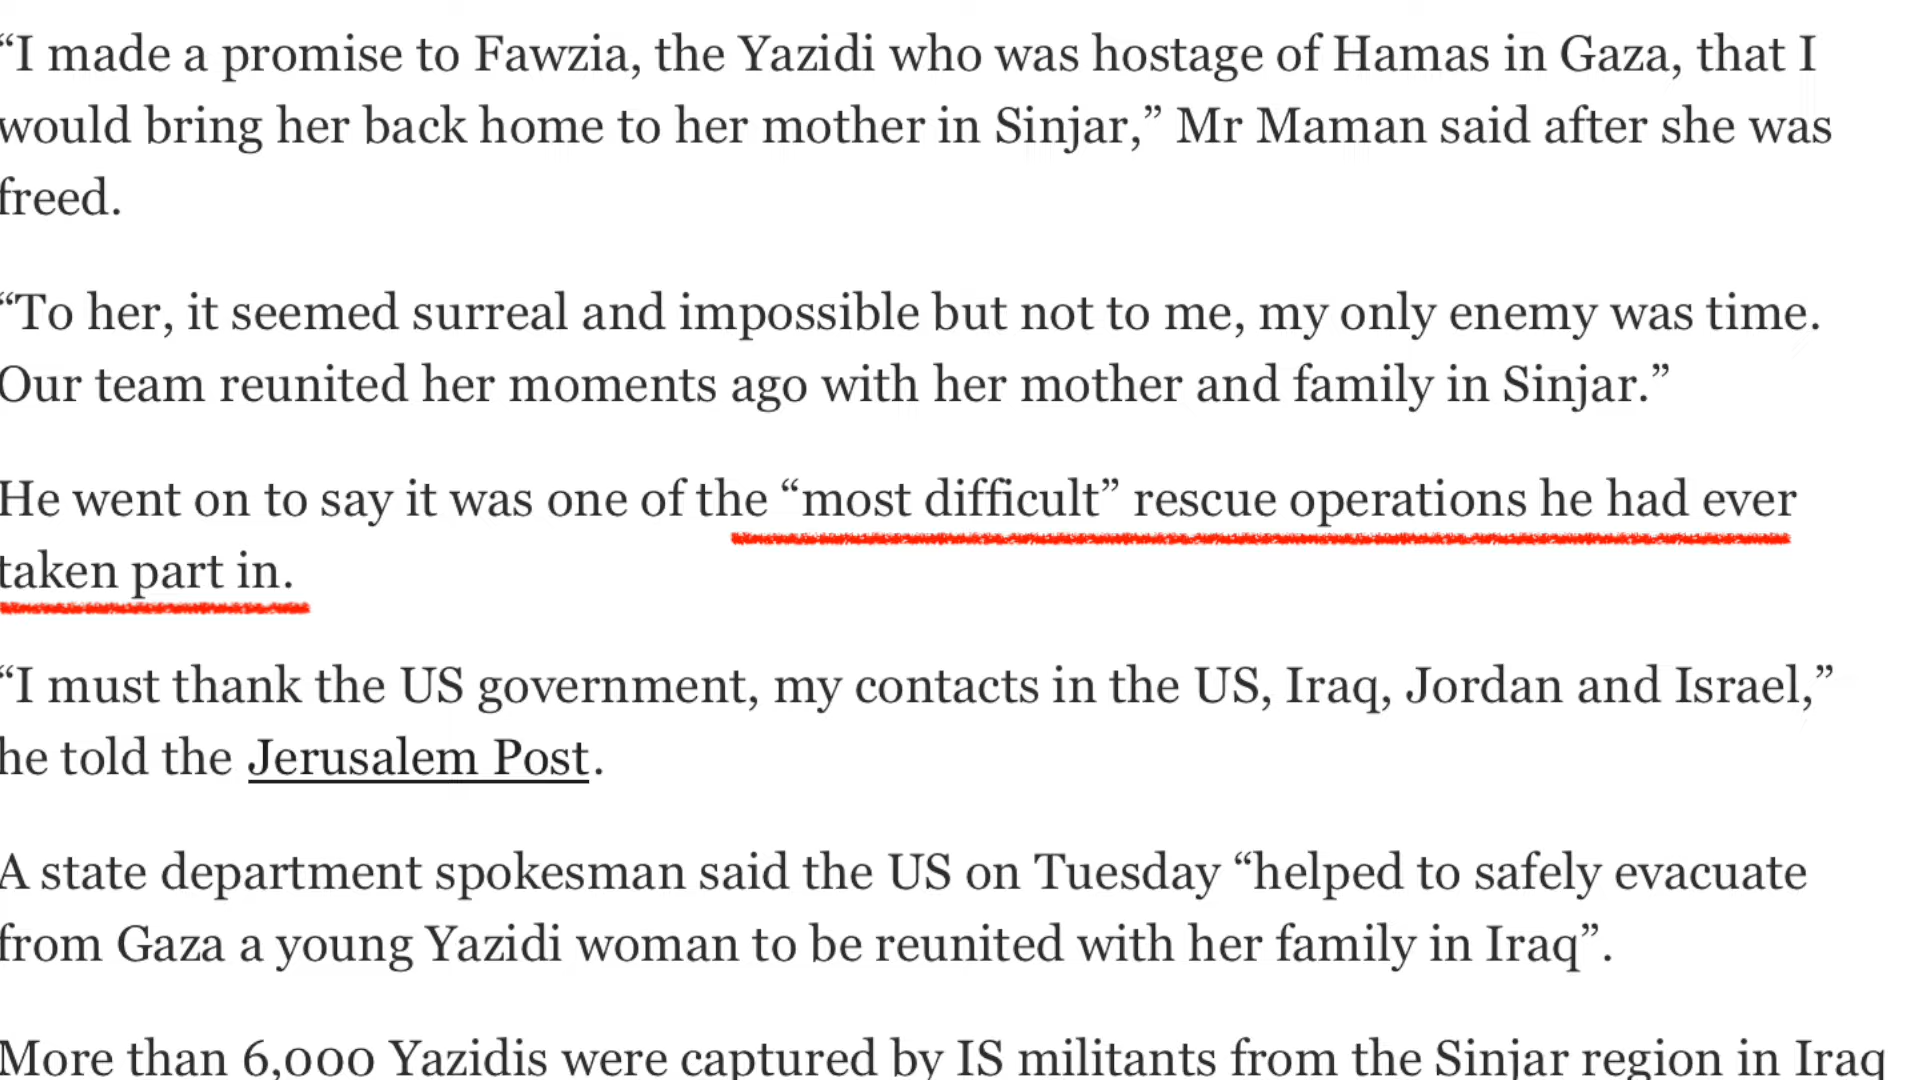 “I made a promise to Fawzia, the Yazidi who was hostage of Hamas in Gaza, that I
would bring her back home to her mother in Sinjar,” Mr Maman said after she was
freed.
“To her, it seemed surreal and impossible but not to me, my only enemy was time.
Our team reunited her moments ago with her mother and family in Sinjar.”
He went on to say it was one of the “most difficult” rescue operations he had ever
taken part in.
“I must thank the US government, my contacts in the US, Iraq, Jordan and Israel,”
he told the Jerusalem Post.
A state department spokesman said the US on Tuesday “helped to safely evacuate
from Gaza a young Yazidi woman to be reunited with her family in Iraq”.
More than 6,000 Yazidis were captured by IS militants from the Sinjar region in Iraq